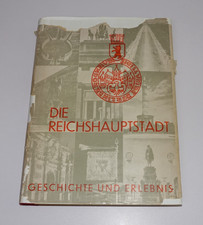 DIE
REICHSHAUPTSTADT
GESCHICHTE UND ERLEBNIS